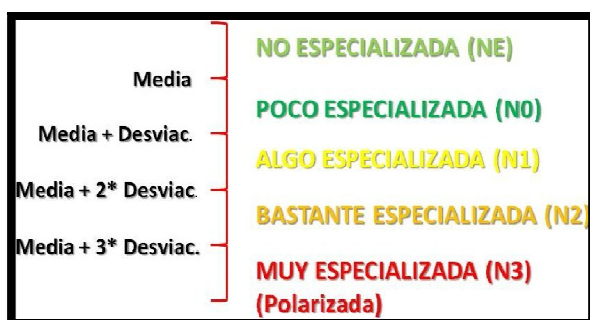 NO ESPECIALIZADA (NE)
Media
POCO ESPECIALIZADA (N0)
Media + Desviac.
ALGO ESPECIALIZADA (N1)
Media + 2* Desviac.
BASTANTE ESPECIALIZADA (N2)
Media + 3* Desviac.
MUY ESPECIALIZADA (N3)
(Polarizada)